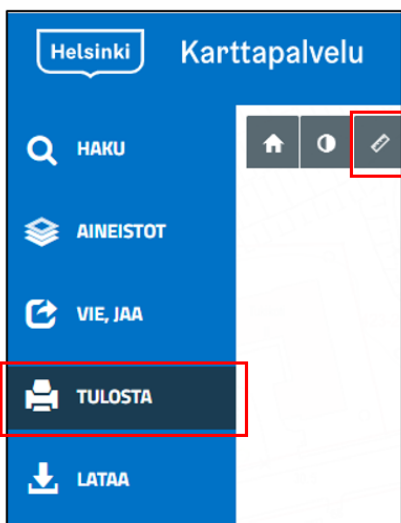 Helsinki
Karttapalvelu
HAKU
AINEISTOT
VIE, JAA
TULOSTA
LATAA